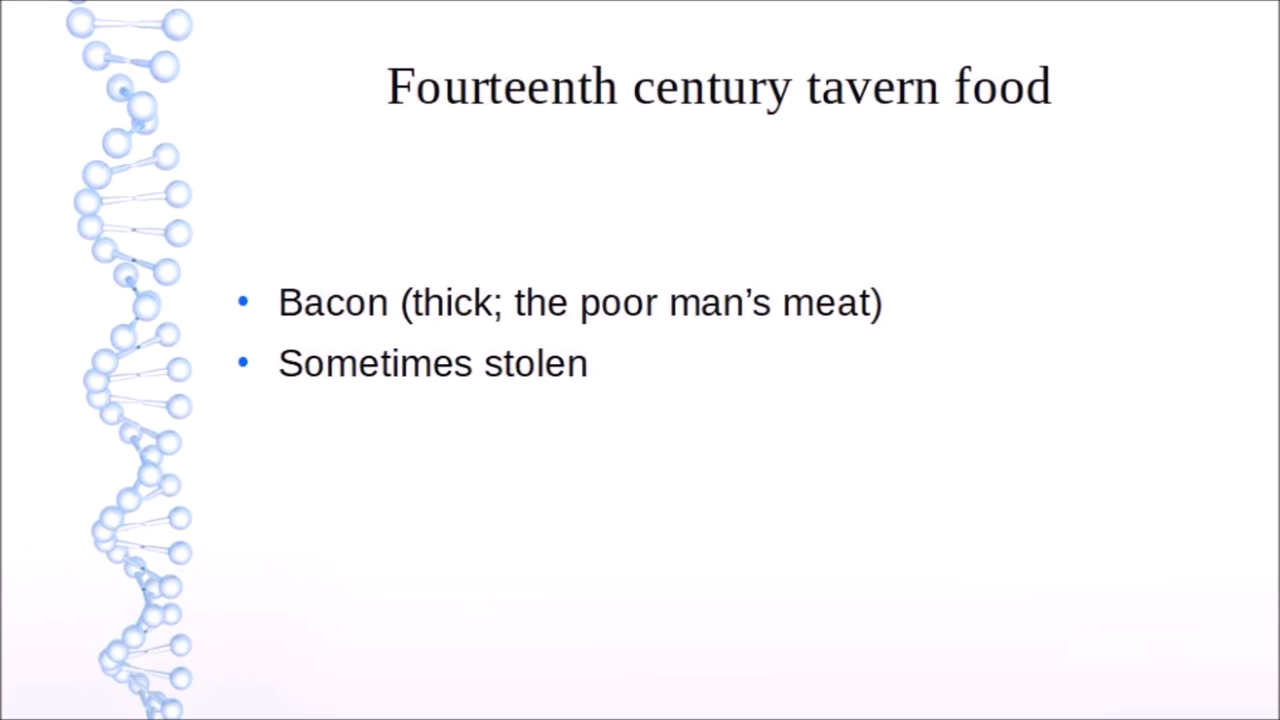 Fourteenth century tavern food
• Bacon (thick; the poor man’s meat)
• Sometimes stolen